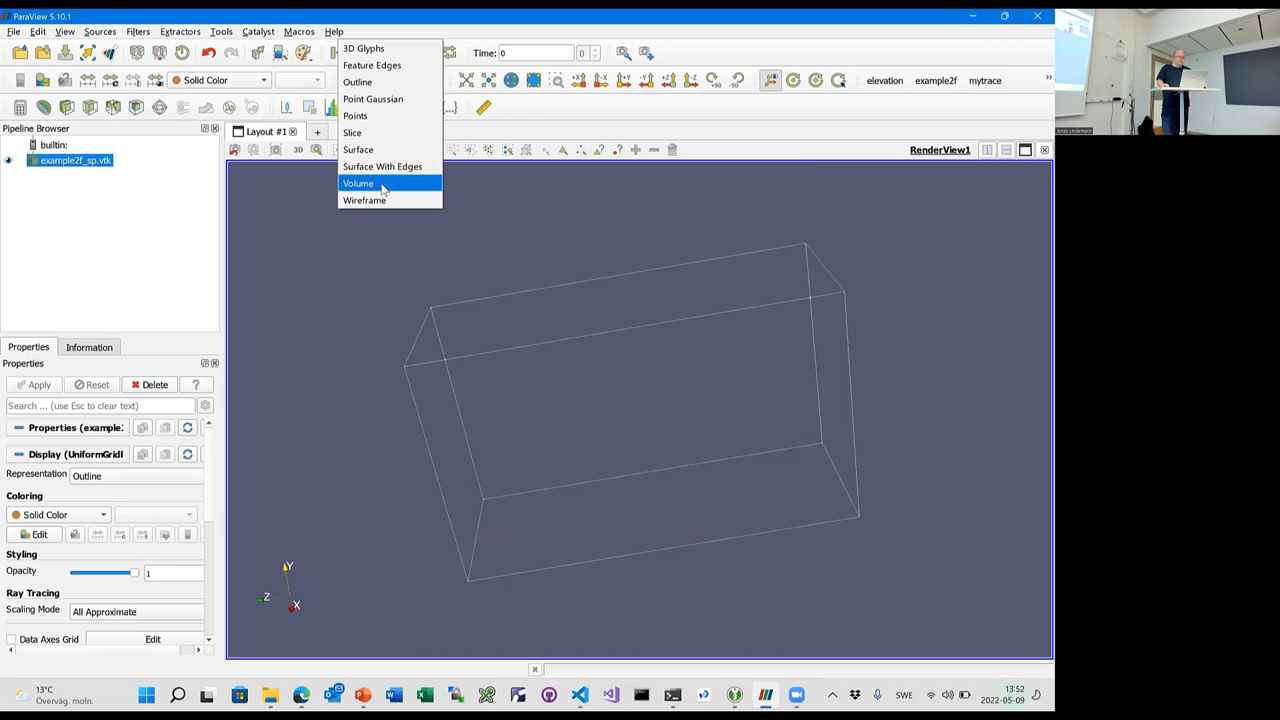 ParaView 5.10.1
File Edit View Sources Filters Extractors Tools Catalyst Macros Help
Time: 0 0
Solid Color
elevation example2f mytrace
3D Glyphs
Feature Edges
Outline
Point Gaussian
Points
Slice
Surface
Surface With Edges
Volume
Wireframe
Pipeline Browser
builtin:
example2f_sp.vtk
Layout #1
3D
RenderView1
Properties Information
Properties
Apply Reset Delete ?
Search ... (use Esc to clear text)
Properties (example2
Display (UniformGridR
Representation Outline
Coloring
Solid Color
Edit
Styling
Opacity 1
Ray Tracing
Scaling Mode All Approximate
Data Axes Grid Edit
Y
Z
X
Jonas Lindemann
13°C
Överväg. moln.
SWE
13:52
2022-05-09